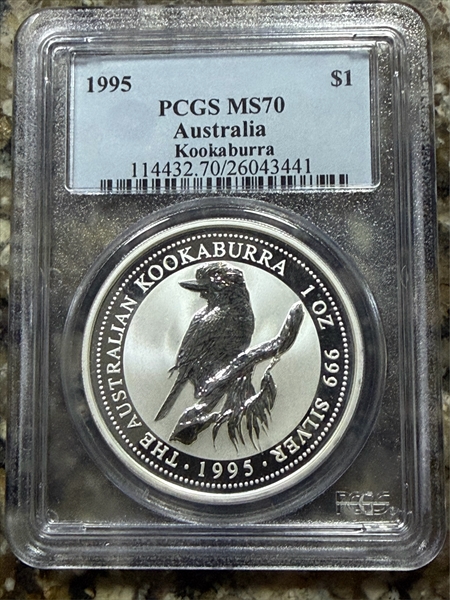 1995 $1
PCGS MS70
Australia
Kookaburra
114432.70/26043441
THE AUSTRALIAN KOOKABURRA 1 OZ 999 SILVER
· 1995 ·
PCGS